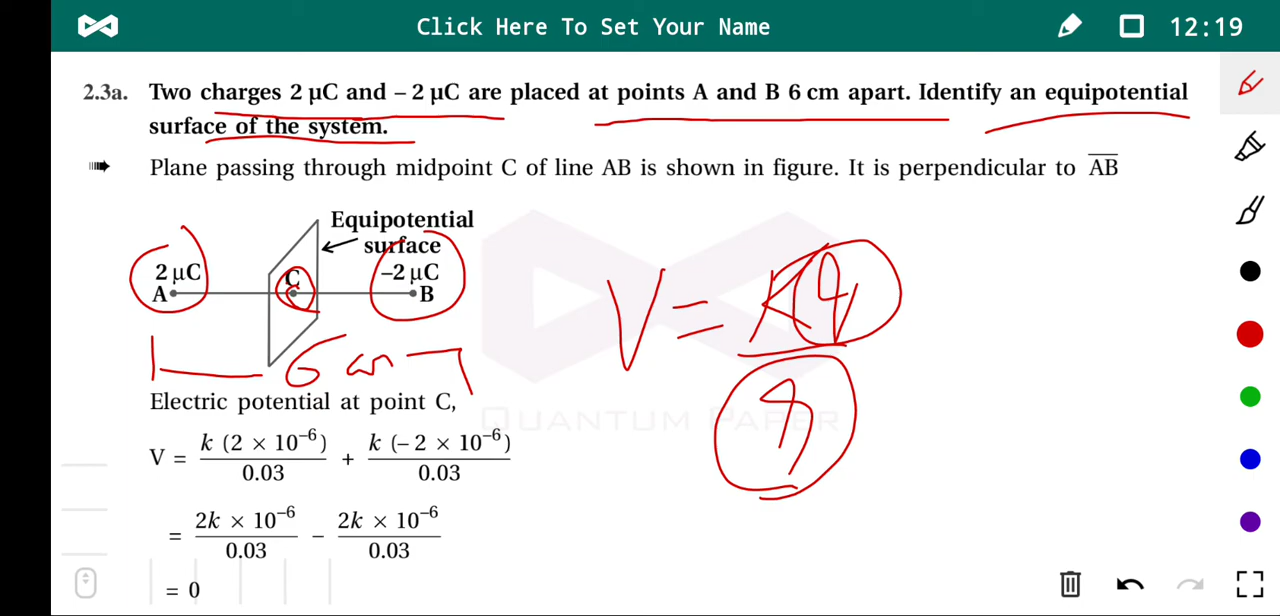 Click Here To Set Your Name
12:19
2.3a. Two charges 2 μC and – 2 μC are placed at points A and B 6 cm apart. Identify an equipotential
surface of the system.
➠ Plane passing through midpoint C of line AB is shown in figure. It is perpendicular to A̅B̅
Equipotential
surface
2 μC
C
–2 μC
A
B
6 cm
V = Kq / r
QUANTUM PAPER
Electric potential at point C,
V = k (2 × 10⁻⁶) / 0.03 + k (– 2 × 10⁻⁶) / 0.03
= 2k × 10⁻⁶ / 0.03 – 2k × 10⁻⁶ / 0.03
= 0